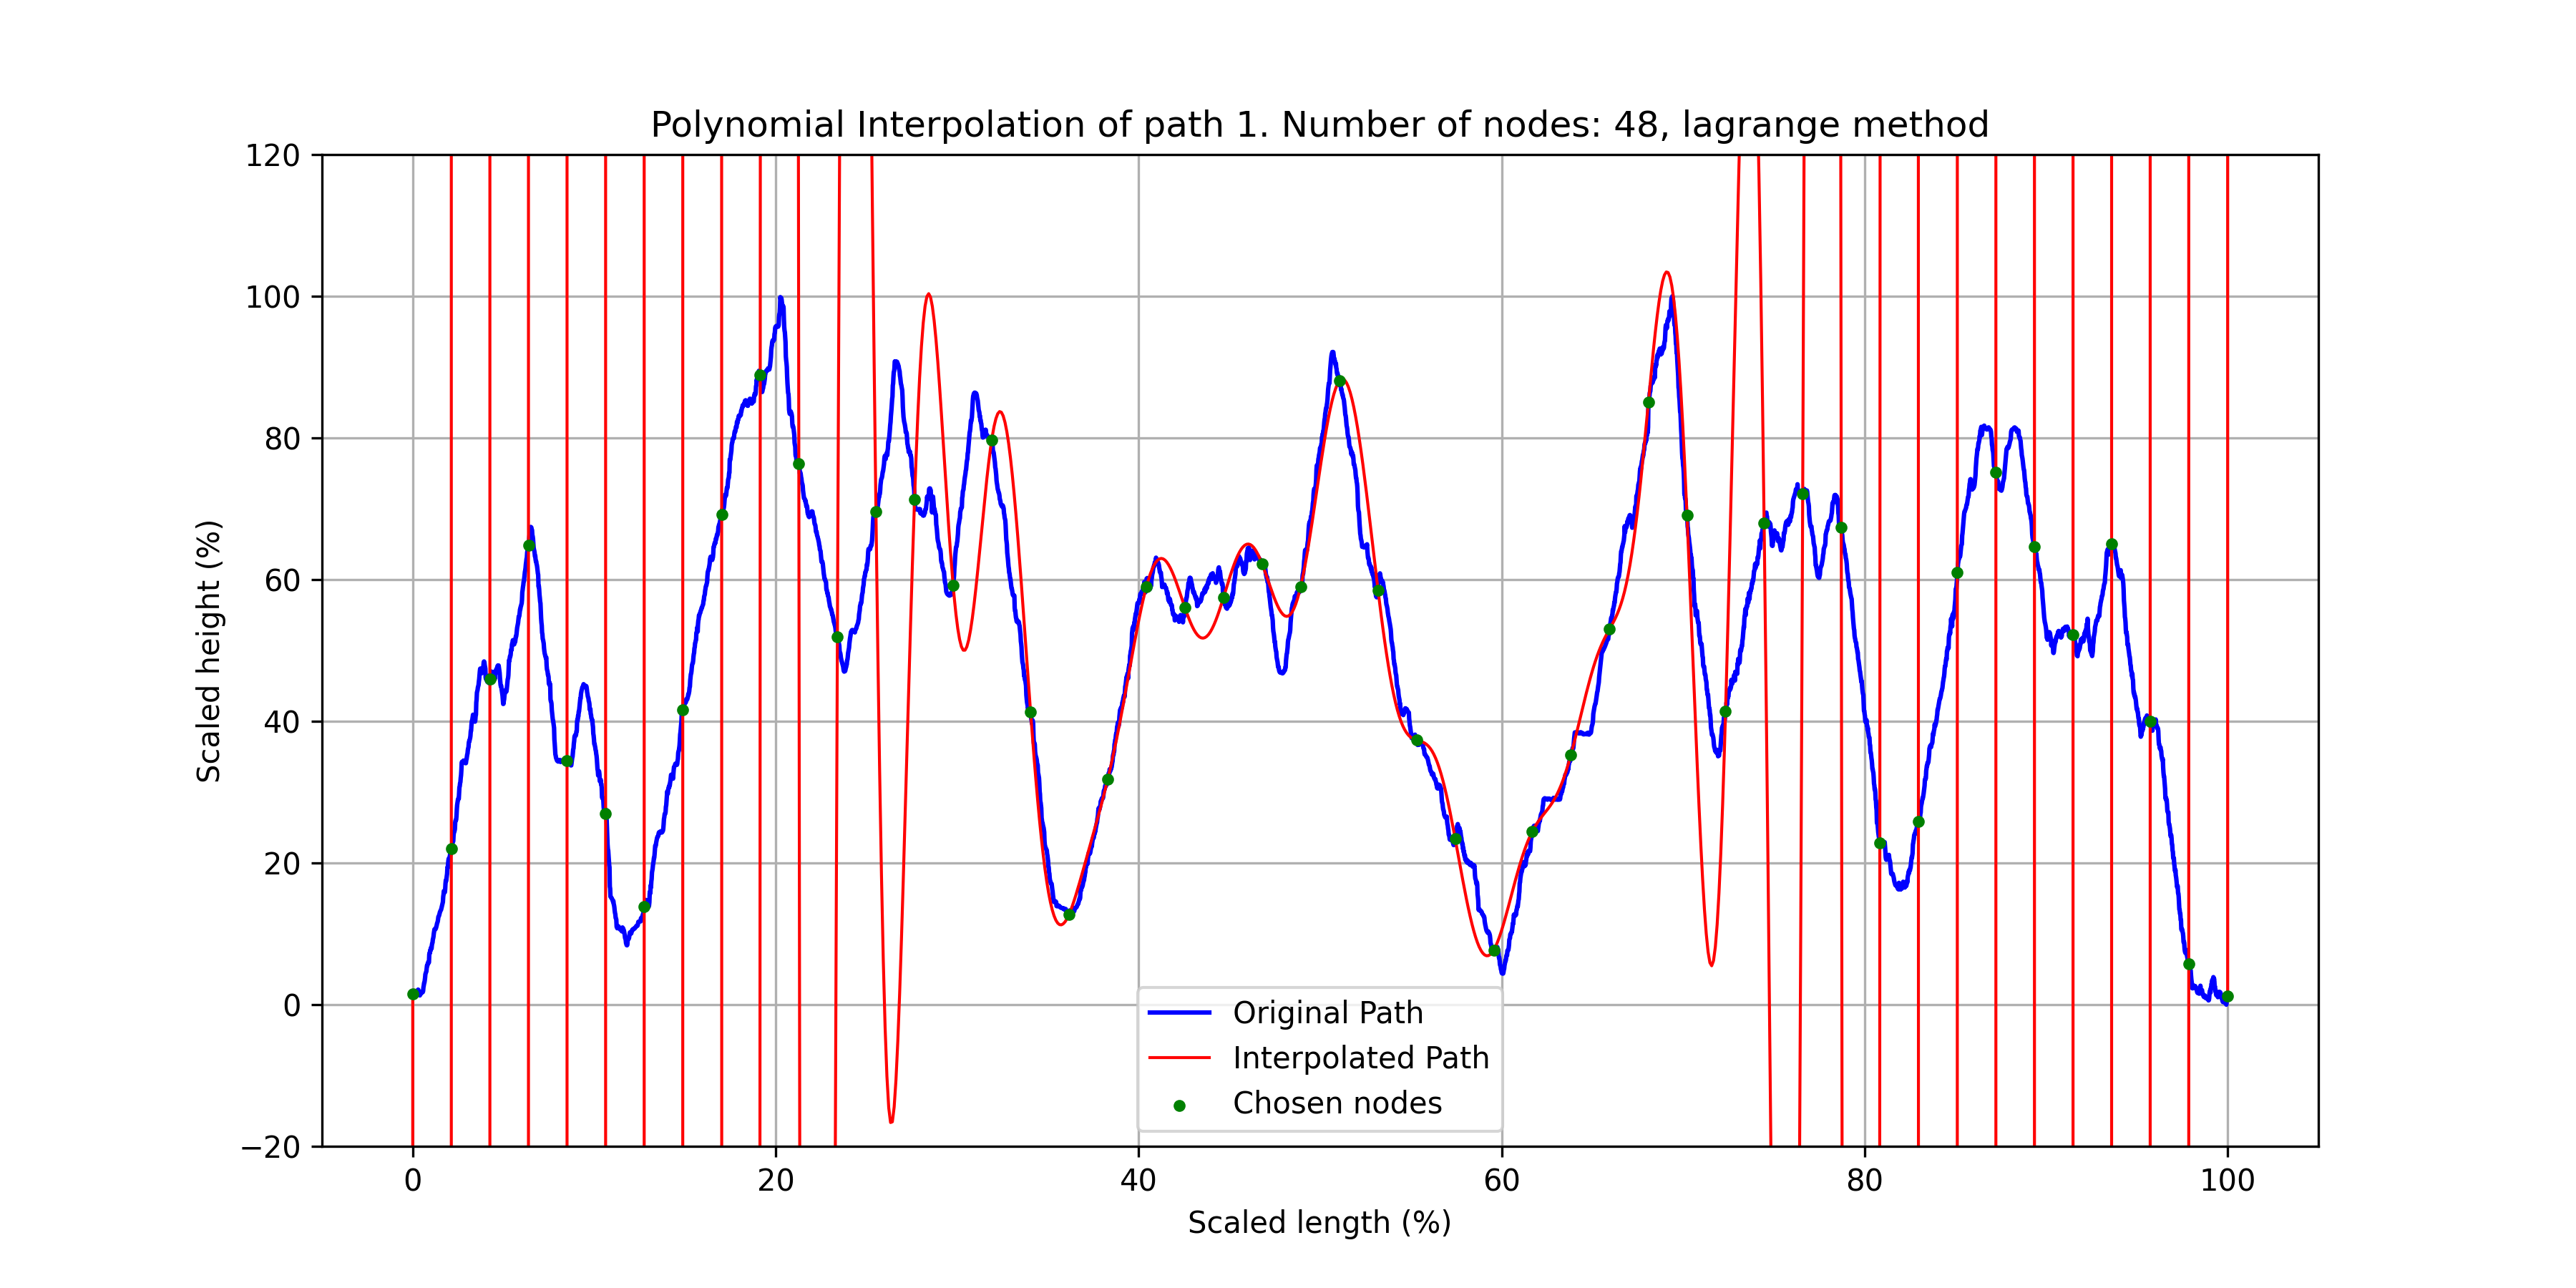 Polynomial Interpolation of path 1. Number of nodes: 48, lagrange method
120
100
80
60
40
20
0
−20
Scaled height (%)
Original Path
Interpolated Path
Chosen nodes
0 20 40 60 80 100
Scaled length (%)